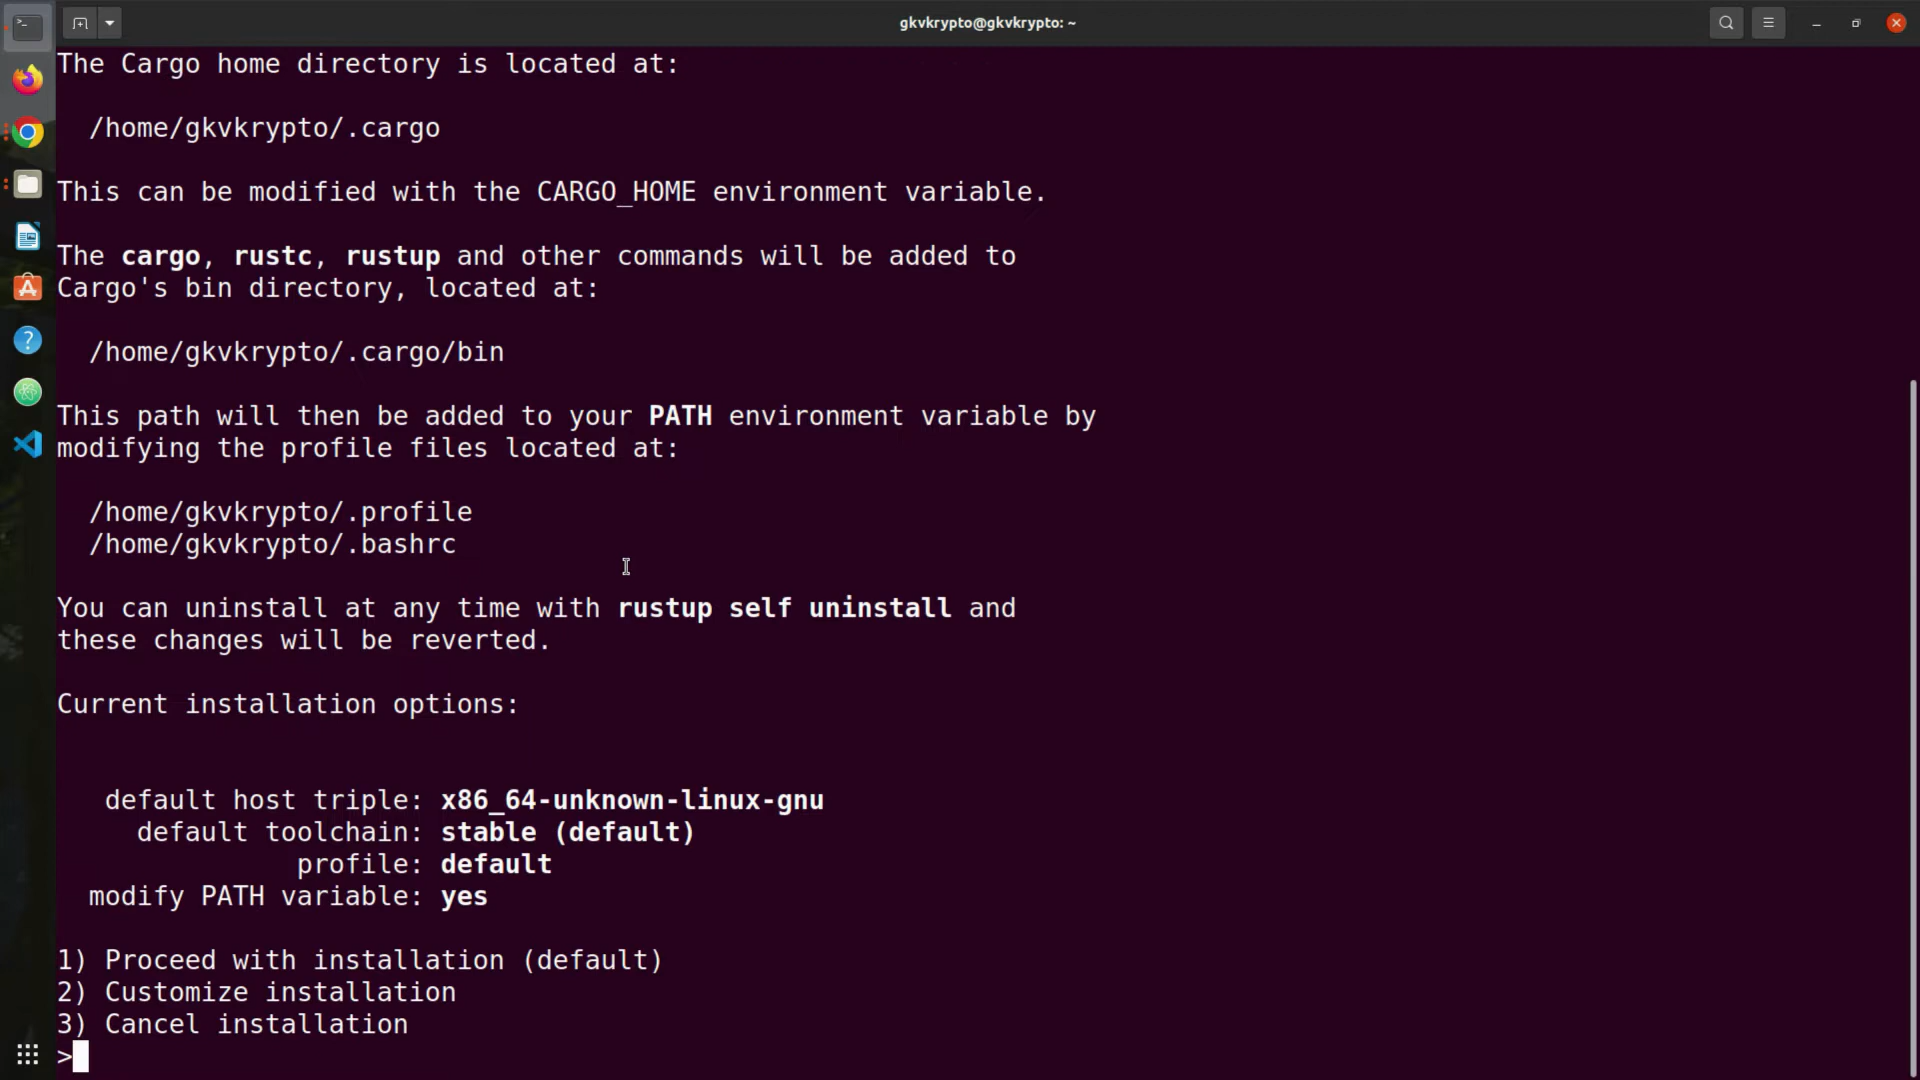 gkvkrypto@gkvkrypto: ~
The Cargo home directory is located at:
/home/gkvkrypto/.cargo
This can be modified with the CARGO_HOME environment variable.
The cargo, rustc, rustup and other commands will be added to
Cargo's bin directory, located at:
/home/gkvkrypto/.cargo/bin
This path will then be added to your PATH environment variable by
modifying the profile files located at:
/home/gkvkrypto/.profile
/home/gkvkrypto/.bashrc
You can uninstall at any time with rustup self uninstall and
these changes will be reverted.
Current installation options:
default host triple: x86_64-unknown-linux-gnu
default toolchain: stable (default)
profile: default
modify PATH variable: yes
1) Proceed with installation (default)
2) Customize installation
3) Cancel installation
>